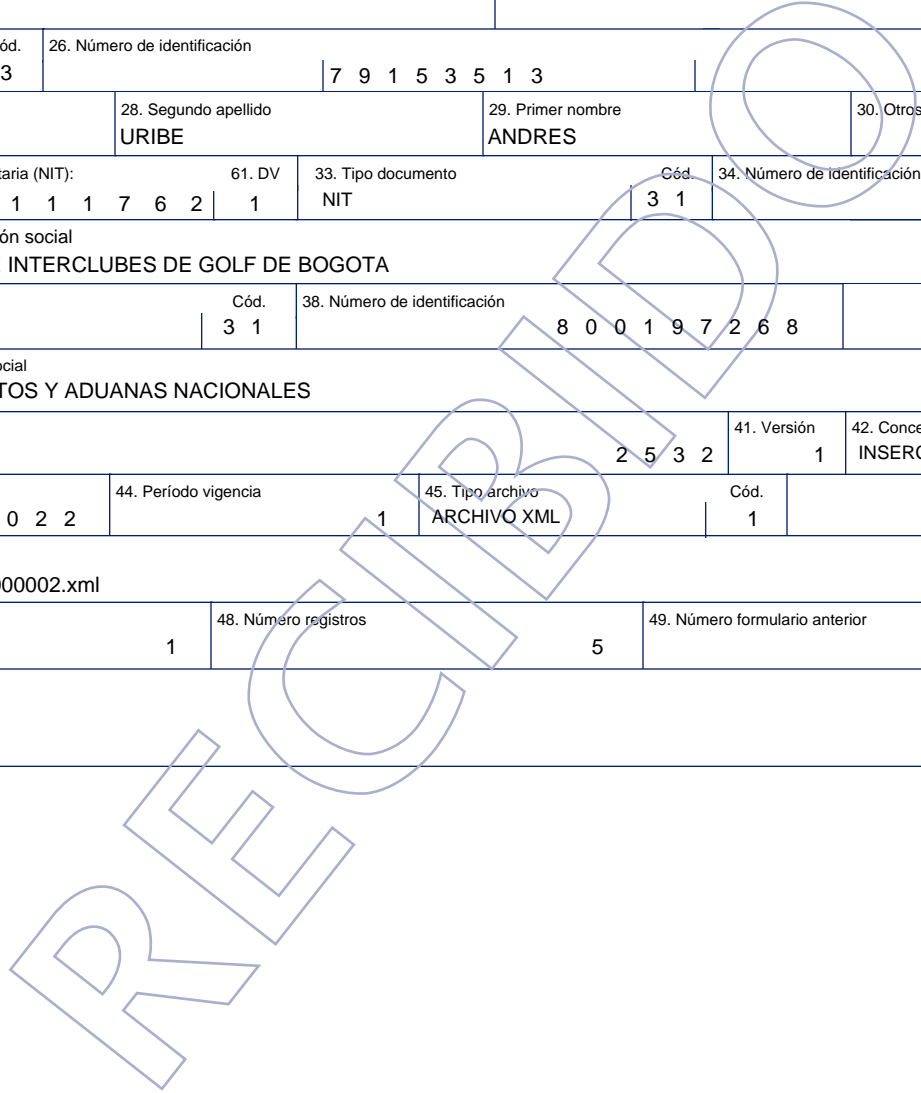 ód. 26. Número de identificación
3 7 9 1 5 3 5 1 3
28. Segundo apellido 29. Primer nombre 30. Otros
URIBE ANDRES
taria (NIT): 61. DV 33. Tipo documento Cód. 34. Número de identificación
1 1 1 7 6 2 1 NIT 3 1
ón social
E INTERCLUBES DE GOLF DE BOGOTA
Cód. 38. Número de identificación
3 1 8 0 0 1 9 7 2 6 8
ocial
TOS Y ADUANAS NACIONALES
41. Versión 42. Conce
2 5 3 2 1 INSERC
44. Período vigencia 45. Tipo archivo Cód.
0 2 2 1 ARCHIVO XML 1
000002.xml
48. Número registros 49. Número formulario anterior
1 5
RECIBIDO